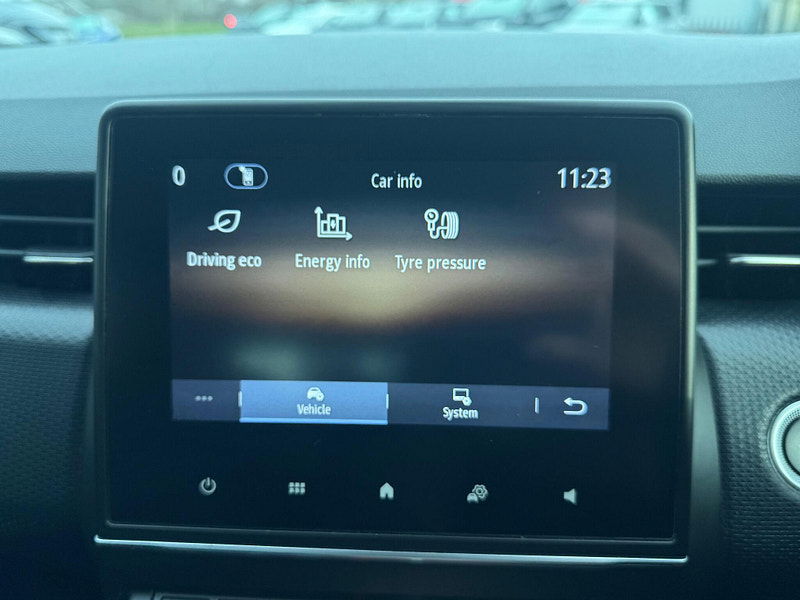 0 Car info 11:23
Driving eco Energy info Tyre pressure
Vehicle System